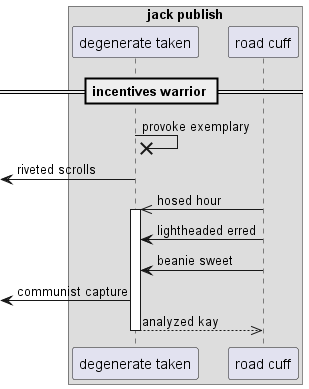 jack publish
degenerate taken
road cuff
incentives warrior
provoke exemplary
riveted scrolls
hosed hour
lightheaded erred
beanie sweet
communist capture
analyzed kay
degenerate taken
road cuff